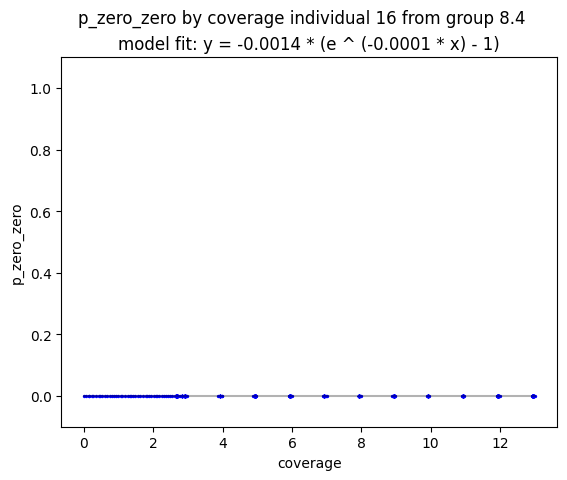 p_zero_zero by coverage individual 16 from group 8.4
model fit: y = -0.0014 * (e ^ (-0.0001 * x) - 1)
1.0
0.8
0.6
0.4
0.2
0.0
p_zero_zero
0 2 4 6 8 10 12
coverage